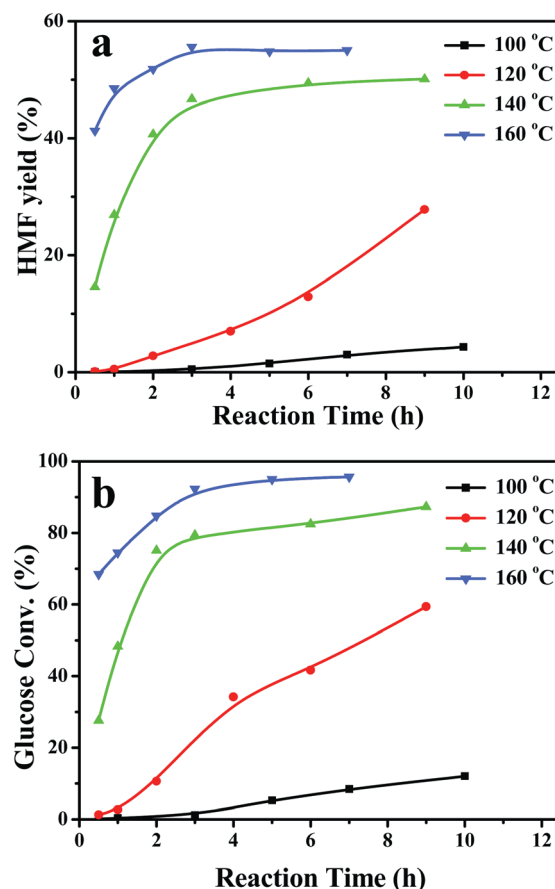 a
HMF yield (%)
60
40
20
0
0 2 4 6 8 10 12
Reaction Time (h)
100 °C
120 °C
140 °C
160 °C
b
Glucose Conv. (%)
100
80
60
40
20
0
0 2 4 6 8 10 12
Reaction Time (h)
100 °C
120 °C
140 °C
160 °C